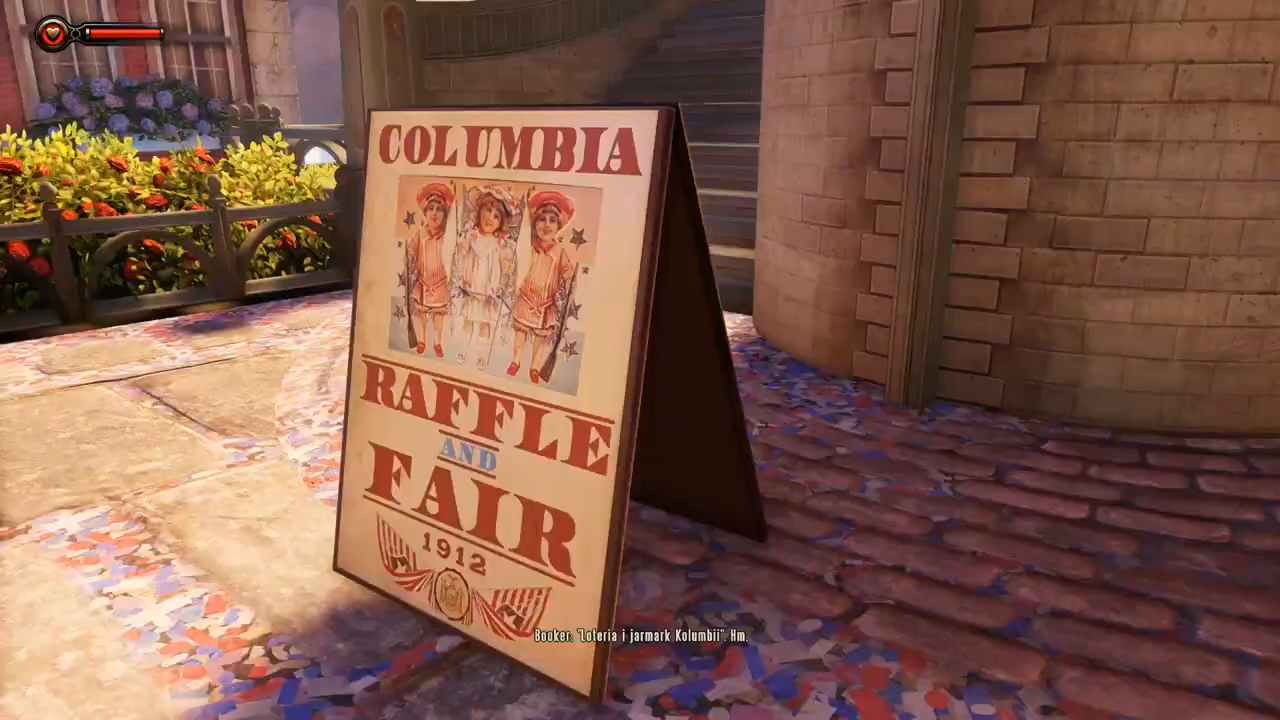 COLUMBIA
RAFFLE
AND
FAIR
1912
Booker: "Loteria i jarmark Kolumbii". Hm.